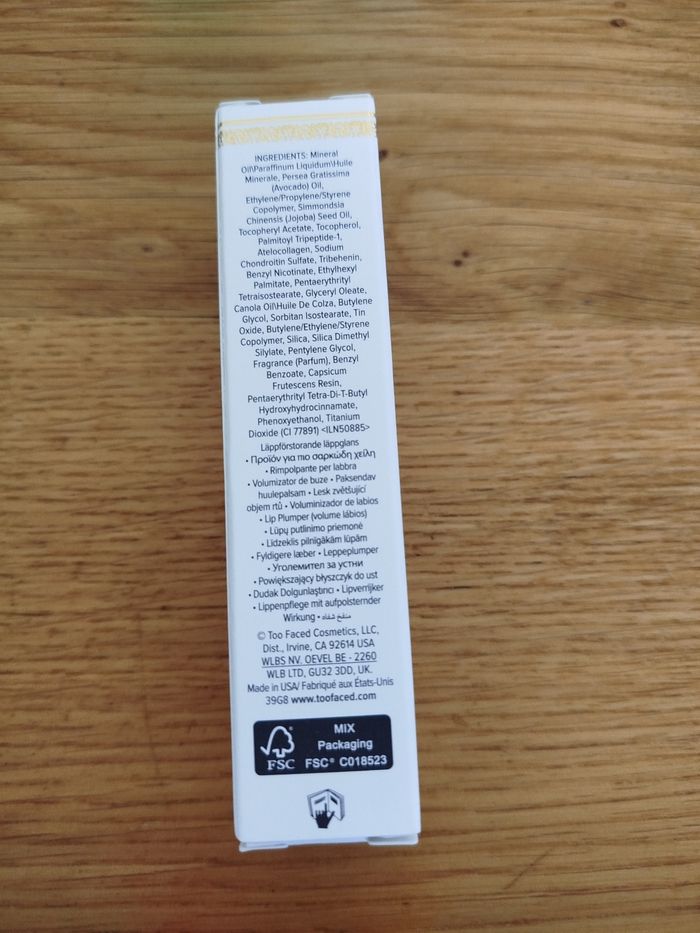 INGREDIENTS: Mineral
Oil\Paraffinum Liquidum\Huile
Minerale, Persea Gratissima
(Avocado) Oil,
Ethylene/Propylene/Styrene
Copolymer, Simmondsia
Chinensis (Jojoba) Seed Oil,
Tocopheryl Acetate, Tocopherol,
Palmitoyl Tripeptide-1,
Atelocollagen, Sodium
Chondroitin Sulfate, Tribehenin,
Benzyl Nicotinate, Ethylhexyl
Palmitate, Pentaerythrityl
Tetraisostearate, Glyceryl Oleate,
Canola Oil\Huile De Colza, Butylene
Glycol, Sorbitan Isostearate, Tin
Oxide, Butylene/Ethylene/Styrene
Copolymer, Silica, Silica Dimethyl
Silylate, Pentylene Glycol,
Fragrance (Parfum), Benzyl
Benzoate, Capsicum
Frutescens Resin,
Pentaerythrityl Tetra-Di-T-Butyl
Hydroxyhydrocinnamate,
Phenoxyethanol, Titanium
Dioxide (CI 77891) <ILN50885>
Läppförstorande läppglans
• Προϊόν για πιο σαρκώδη χείλη
• Rimpolpante per labbra
• Volumizator de buze • Paksendav
huulepalsam • Lesk zvětšující
objem rtů • Voluminizador de labios
• Lip Plumper (volume lábios)
• Lūpų putlinimo priemonė
• Līdzeklis pilnīgākām lūpām
• Fyldigere læber • Leppeplumper
• Уголемител за устни
• Powiększający błyszczyk do ust
• Dudak Dolgunlaştırıcı • Lipverrijker
• Lippenpflege mit aufpolsternder
Wirkung • منفخ شفاه
© Too Faced Cosmetics, LLC,
Dist., Irvine, CA 92614 USA
WLBS NV. OEVEL BE - 2260
WLB LTD, GU32 3DD, UK.
Made in USA/ Fabriqué aux États-Unis
39G8 www.toofaced.com
MIX
Packaging
FSC® C018523
FSC